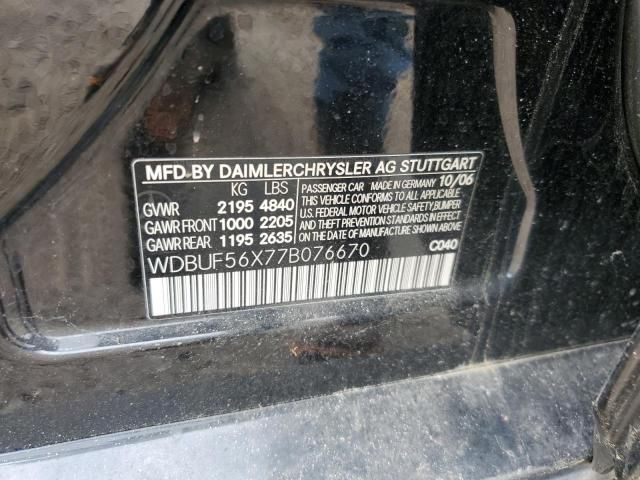 MFD BY DAIMLERCHRYSLER AG STUTTGART
KG LBS
GVWR 2195 4840
GAWR FRONT 1000 2205
GAWR REAR 1195 2635
PASSENGER CAR MADE IN GERMANY 10/06
THIS VEHICLE CONFORMS TO ALL APPLICABLE
U.S. FEDERAL MOTOR VEHICLE SAFETY,BUMPER
AND THEFT PREVENTION STANDARDS IN EFFECT
ON THE DATE OF MANUFACTURE SHOWN ABOVE
WDBUF56X77B076670
C040